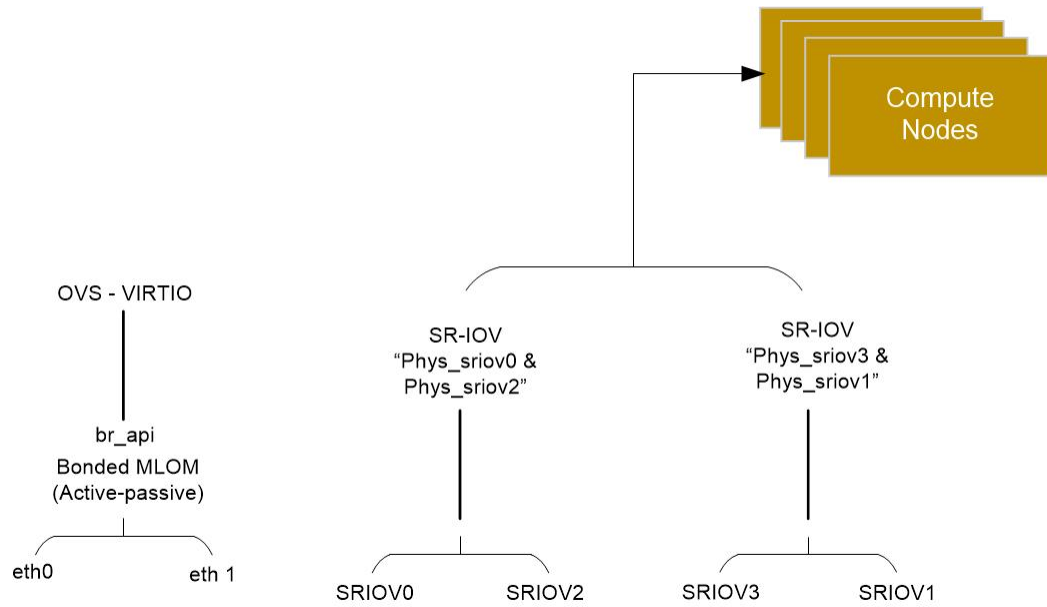 Compute
Nodes
OVS - VIRTIO
br_api
Bonded MLOM
(Active-passive)
eth0
eth 1
SR-IOV
“Phys_sriov0 &
Phys_sriov2”
SRIOV0
SRIOV2
SR-IOV
“Phys_sriov3 &
Phys_sriov1”
SRIOV3
SRIOV1